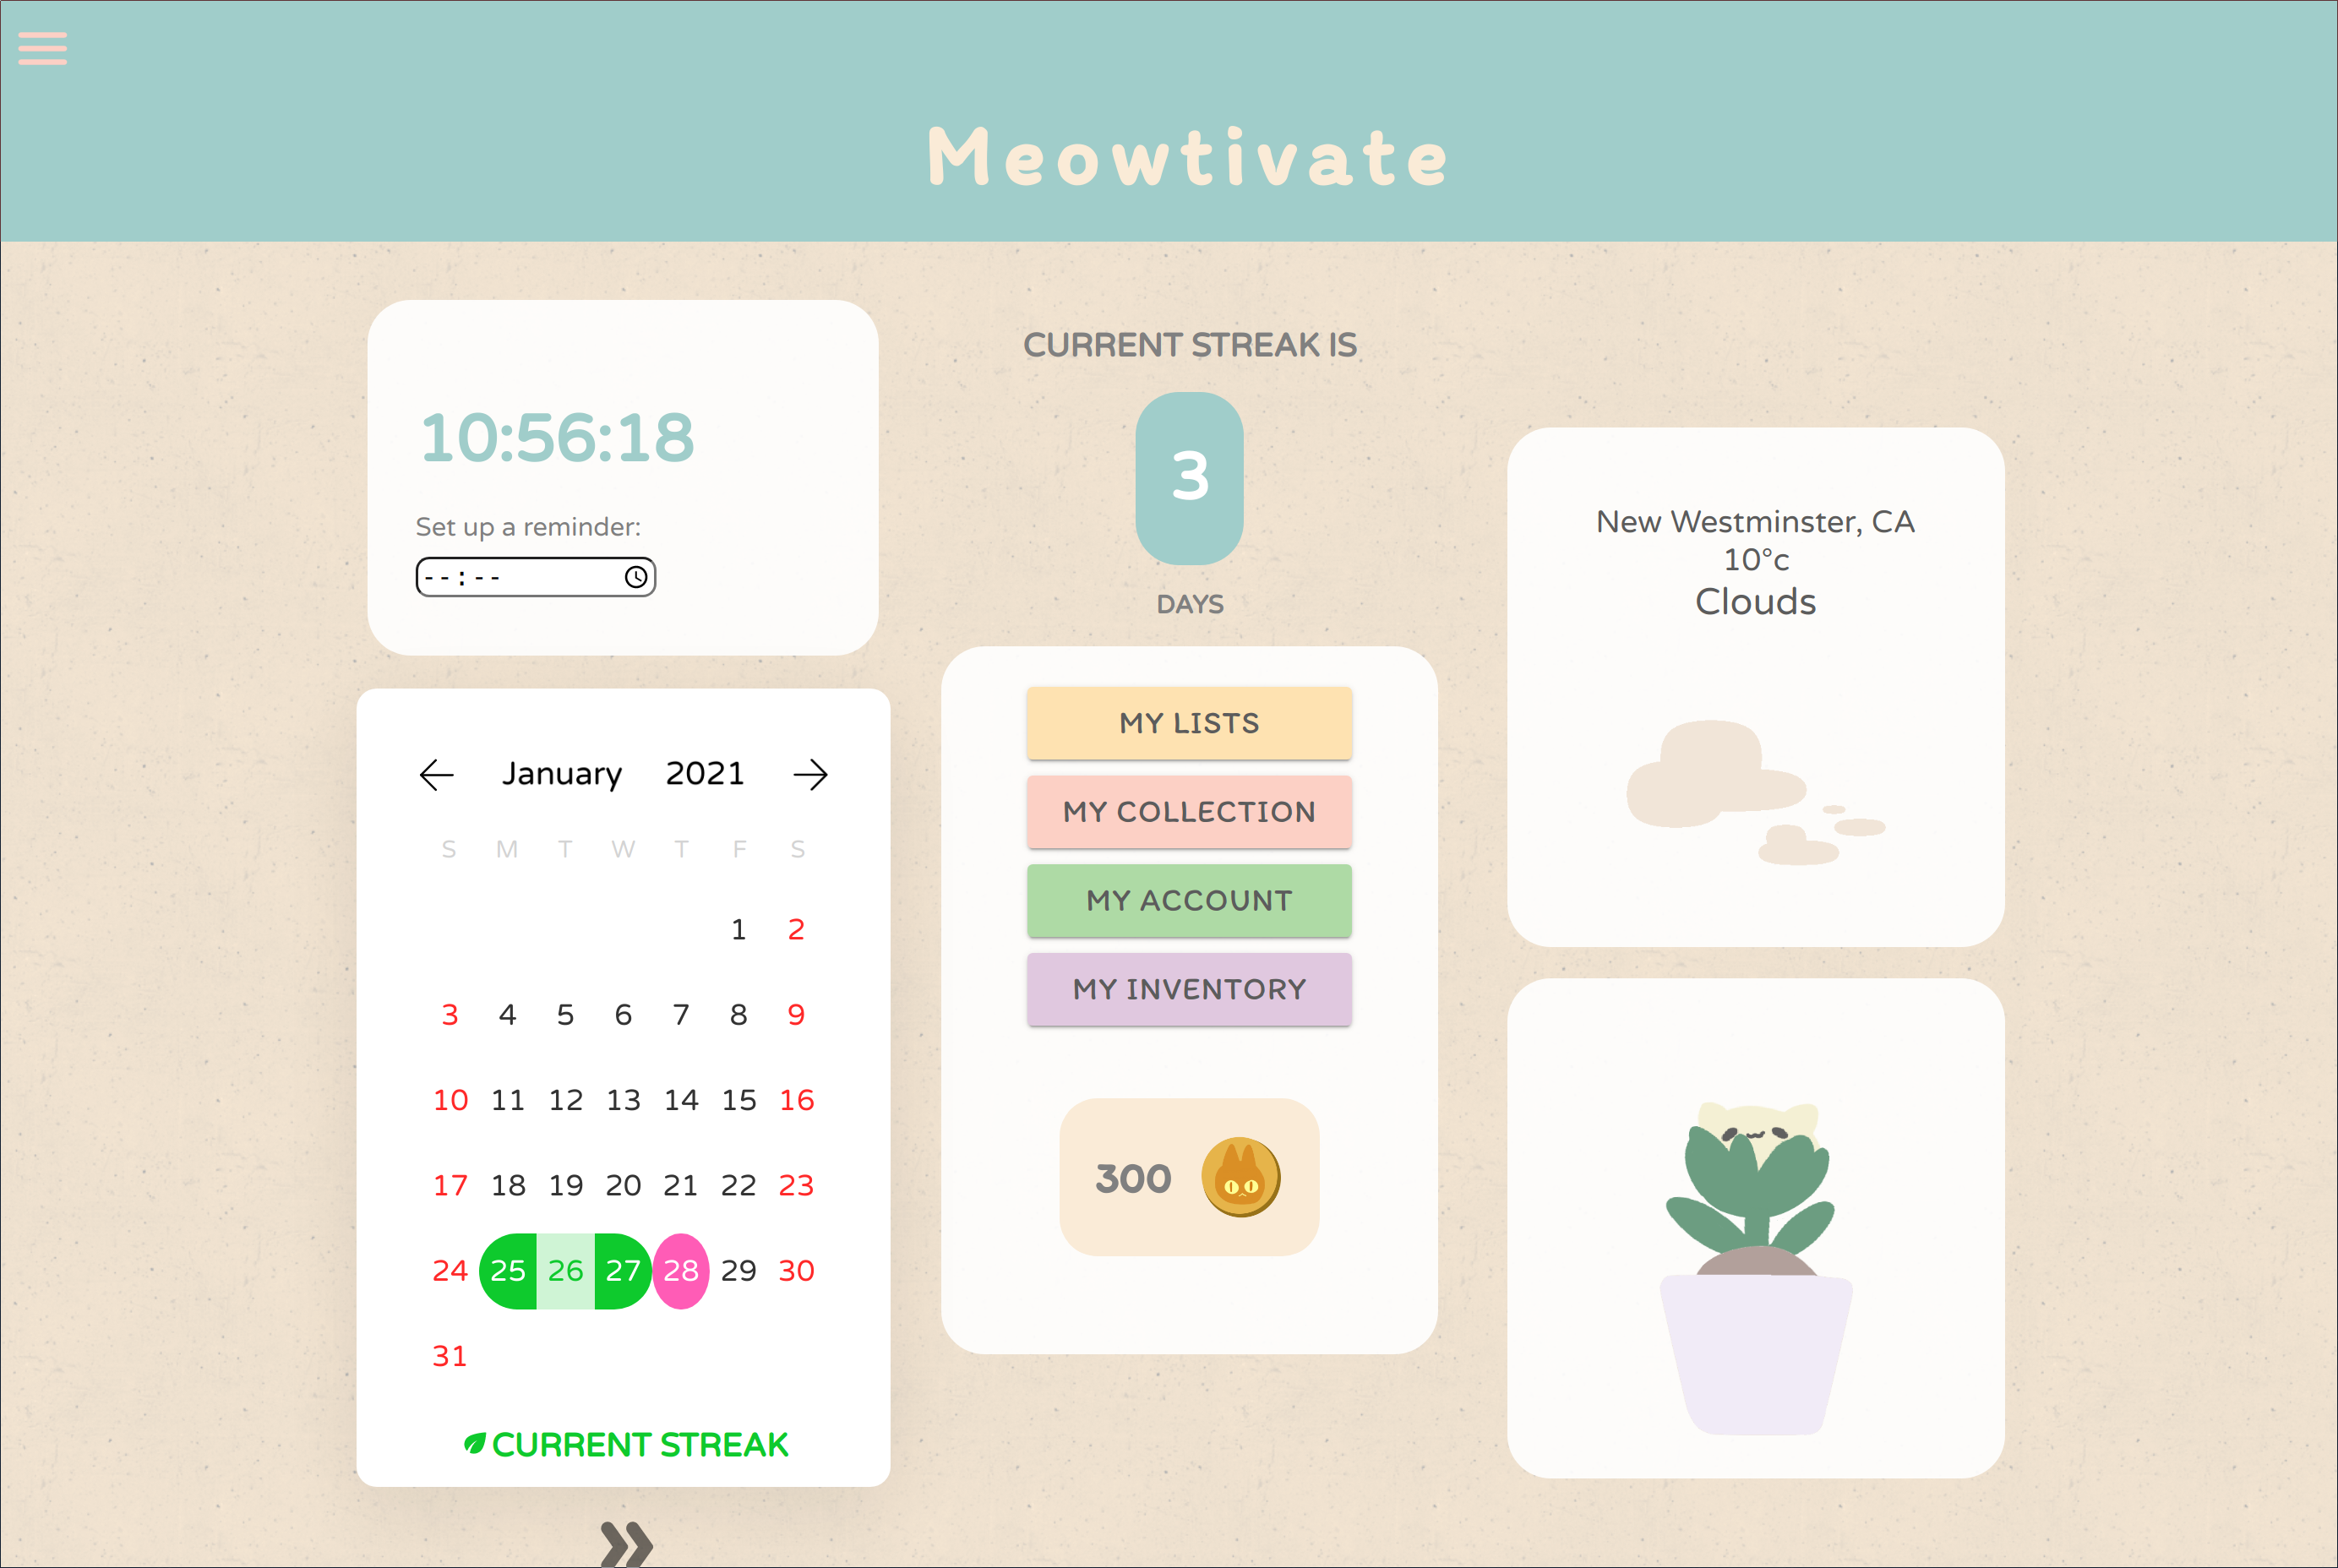 Meowtivate
10:56:18
Set up a reminder:
--:--
January 2021
S M T W T F S
1 2
3 4 5 6 7 8 9
10 11 12 13 14 15 16
17 18 19 20 21 22 23
24 25 26 27 28 29 30
31
CURRENT STREAK
CURRENT STREAK IS
3
DAYS
MY LISTS
MY COLLECTION
MY ACCOUNT
MY INVENTORY
300
New Westminster, CA
10°c
Clouds